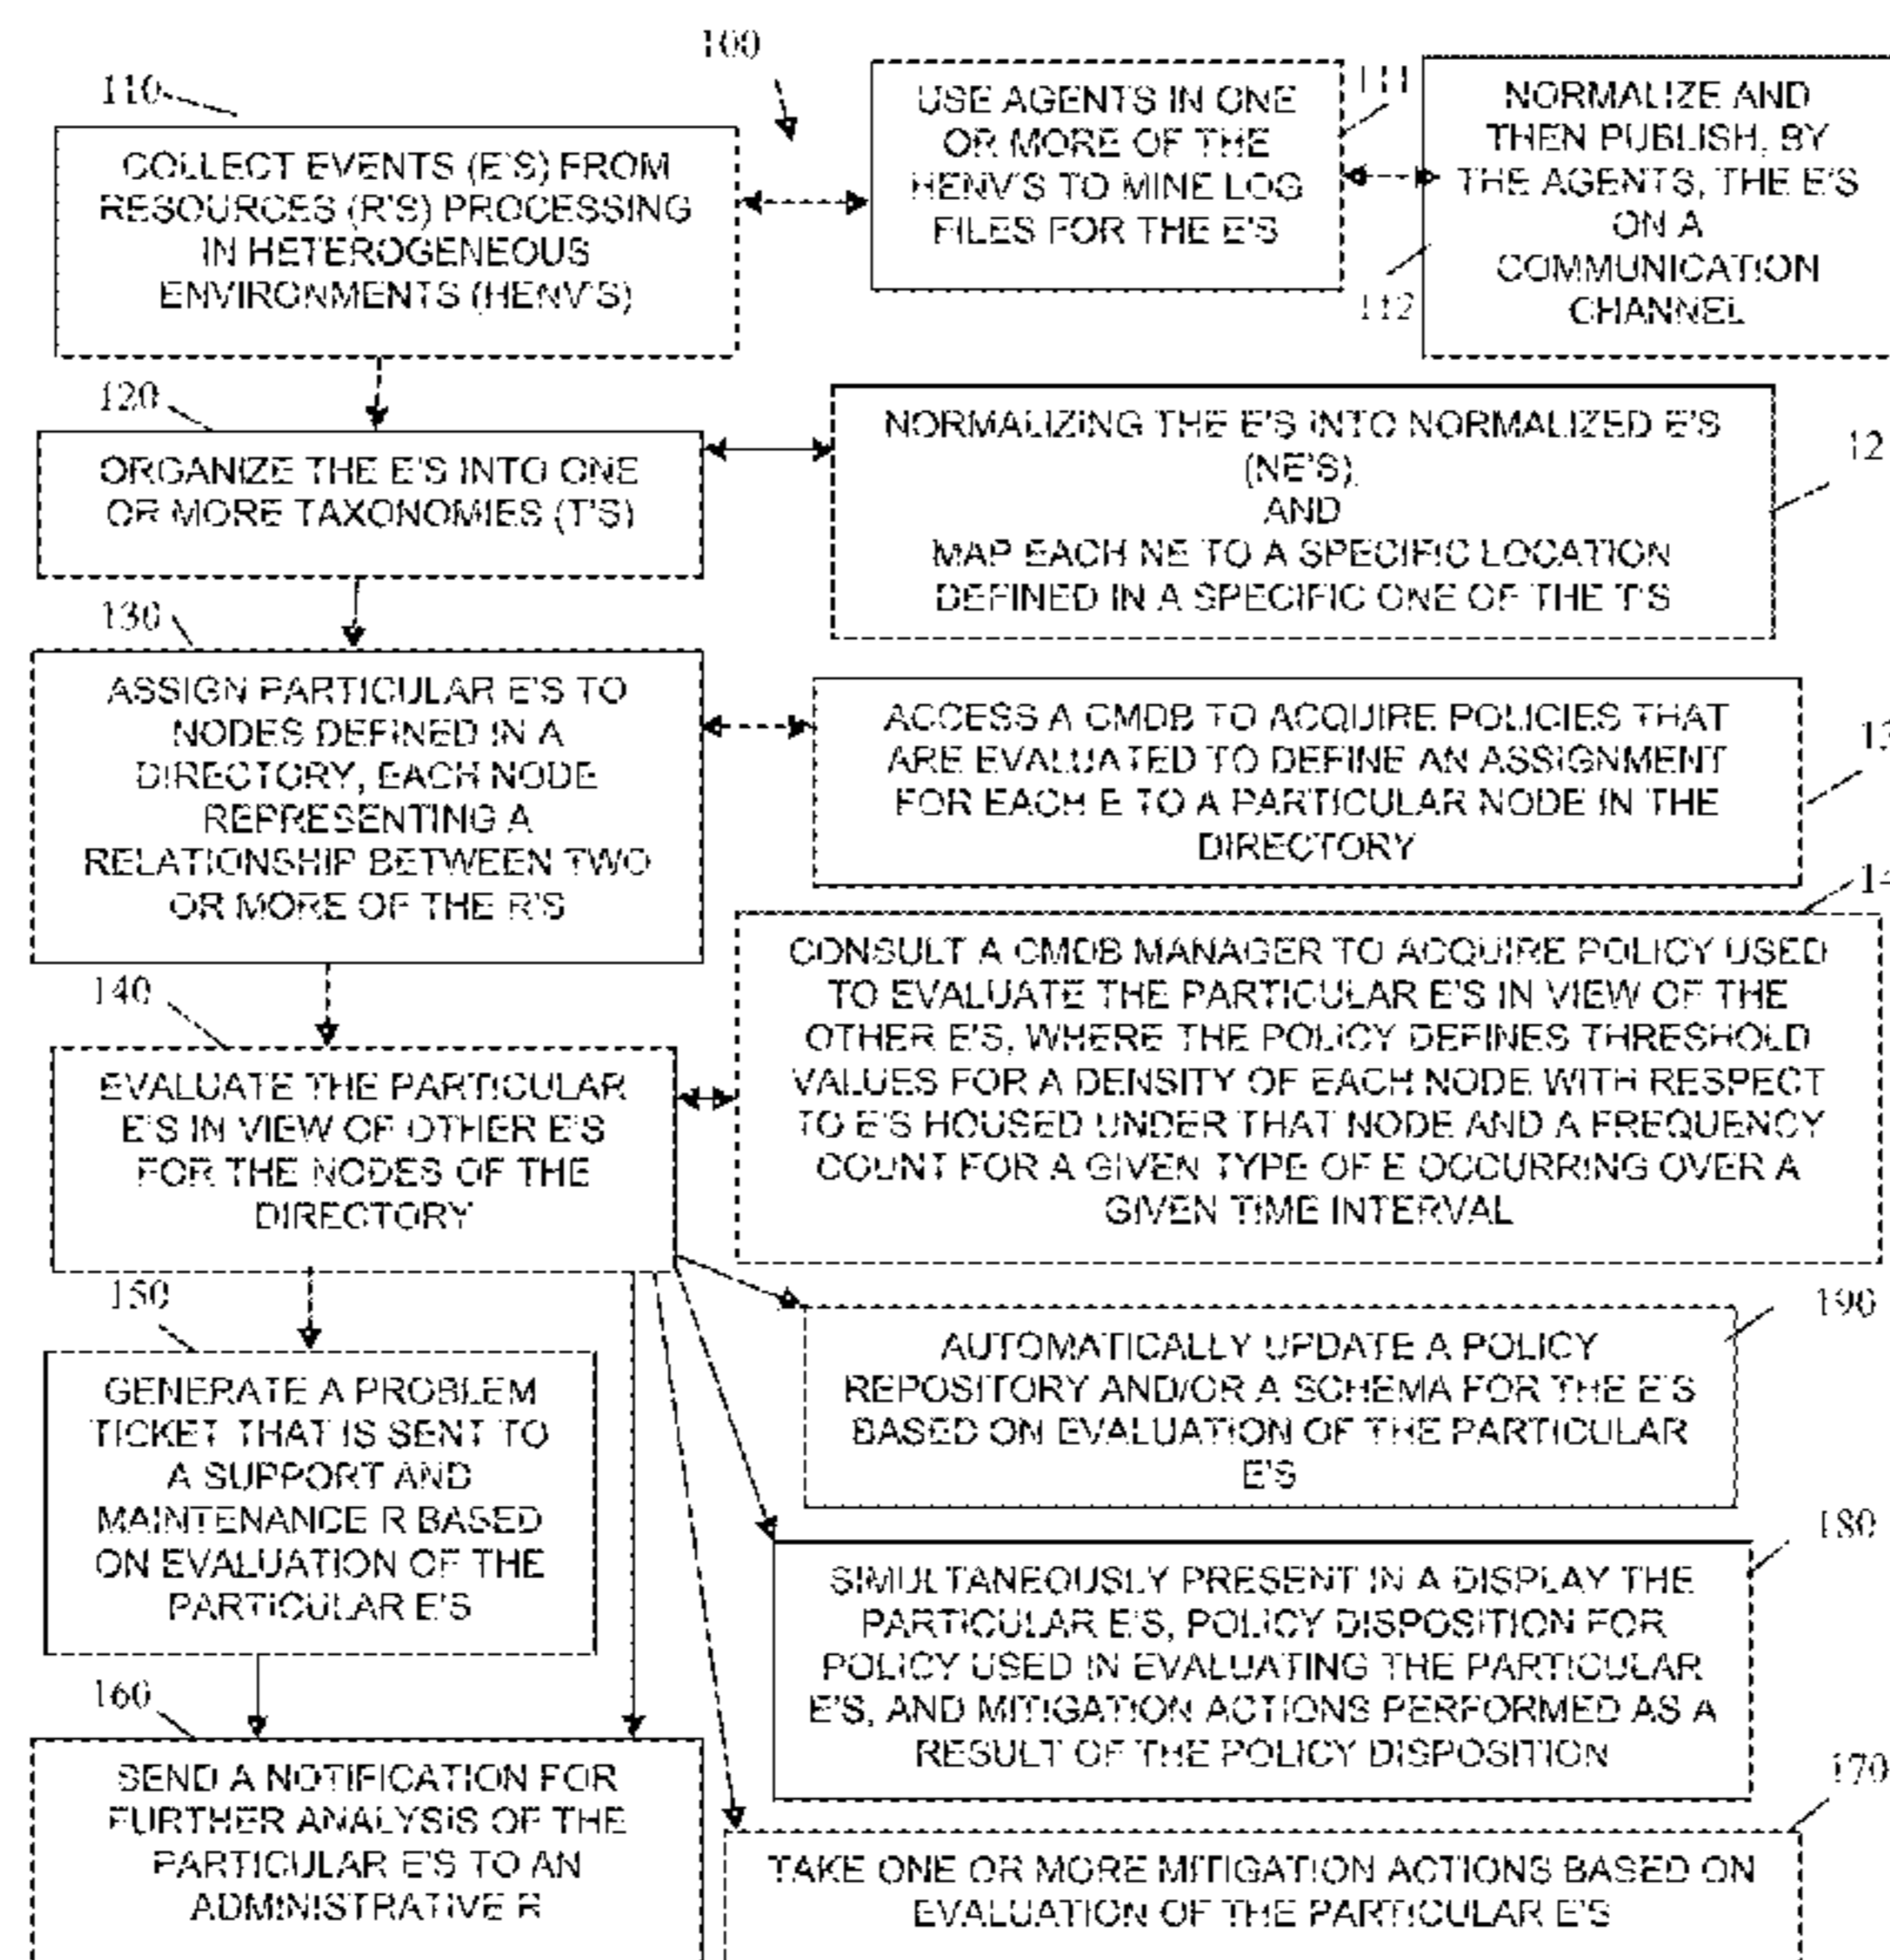 100
110
COLLECT EVENTS (E'S) FROM
RESOURCES (R'S) PROCESSING
IN HETEROGENEOUS
ENVIRONMENTS (HENV'S)
USE AGENTS IN ONE
OR MORE OF THE
HENV'S TO MINE LOG
FILES FOR THE E'S
111
NORMALIZE AND
THEN PUBLISH, BY
THE AGENTS, THE E'S
ON A
COMMUNICATION
CHANNEL
112
120
ORGANIZE THE E'S INTO ONE
OR MORE TAXONOMIES (T'S)
NORMALIZING THE E'S INTO NORMALIZED E'S
(NE'S),
AND
MAP EACH NE TO A SPECIFIC LOCATION
DEFINED IN A SPECIFIC ONE OF THE T'S
12
130
ASSIGN PARTICULAR E'S TO
NODES DEFINED IN A
DIRECTORY, EACH NODE
REPRESENTING A
RELATIONSHIP BETWEEN TWO
OR MORE OF THE R'S
ACCESS A CMDB TO ACQUIRE POLICIES THAT
ARE EVALUATED TO DEFINE AN ASSIGNMENT
FOR EACH E TO A PARTICULAR NODE IN THE
DIRECTORY
13
140
EVALUATE THE PARTICULAR
E'S IN VIEW OF OTHER E'S
FOR THE NODES OF THE
DIRECTORY
14
CONSULT A CMDB MANAGER TO ACQUIRE POLICY USED
TO EVALUATE THE PARTICULAR E'S IN VIEW OF THE
OTHER E'S, WHERE THE POLICY DEFINES THRESHOLD
VALUES FOR A DENSITY OF EACH NODE WITH RESPECT
TO E'S HOUSED UNDER THAT NODE AND A FREQUENCY
COUNT FOR A GIVEN TYPE OF E OCCURRING OVER A
GIVEN TIME INTERVAL
150
GENERATE A PROBLEM
TICKET THAT IS SENT TO
A SUPPORT AND
MAINTENANCE R BASED
ON EVALUATION OF THE
PARTICULAR E'S
190
AUTOMATICALLY UPDATE A POLICY
REPOSITORY AND/OR A SCHEMA FOR THE E'S
BASED ON EVALUATION OF THE PARTICULAR
E'S
180
SIMULTANEOUSLY PRESENT IN A DISPLAY THE
PARTICULAR E'S, POLICY DISPOSITION FOR
POLICY USED IN EVALUATING THE PARTICULAR
E'S, AND MITIGATION ACTIONS PERFORMED AS A
RESULT OF THE POLICY DISPOSITION
160
SEND A NOTIFICATION FOR
FURTHER ANALYSIS OF THE
PARTICULAR E'S TO AN
ADMINISTRATIVE R
170
TAKE ONE OR MORE MITIGATION ACTIONS BASED ON
EVALUATION OF THE PARTICULAR E'S